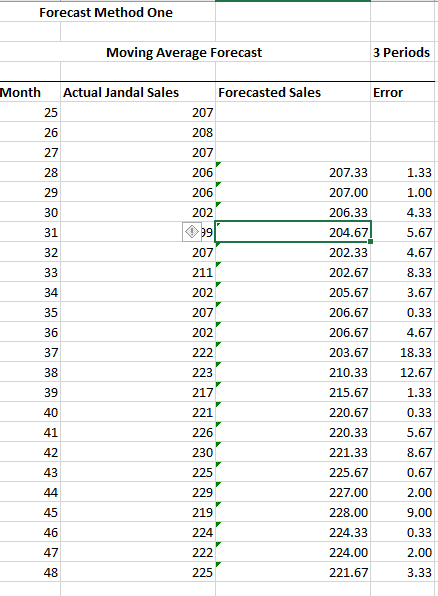 Forecast Method One
Moving Average Forecast 3 Periods
Month Actual Jandal Sales Forecasted Sales Error
25 207
26 208
27 207
28 206 207.33 1.33
29 206 207.00 1.00
30 202 206.33 4.33
31 99 204.67 5.67
32 207 202.33 4.67
33 211 202.67 8.33
34 202 205.67 3.67
35 207 206.67 0.33
36 202 206.67 4.67
37 222 203.67 18.33
38 223 210.33 12.67
39 217 215.67 1.33
40 221 220.67 0.33
41 226 220.33 5.67
42 230 221.33 8.67
43 225 225.67 0.67
44 229 227.00 2.00
45 219 228.00 9.00
46 224 224.33 0.33
47 222 224.00 2.00
48 225 221.67 3.33